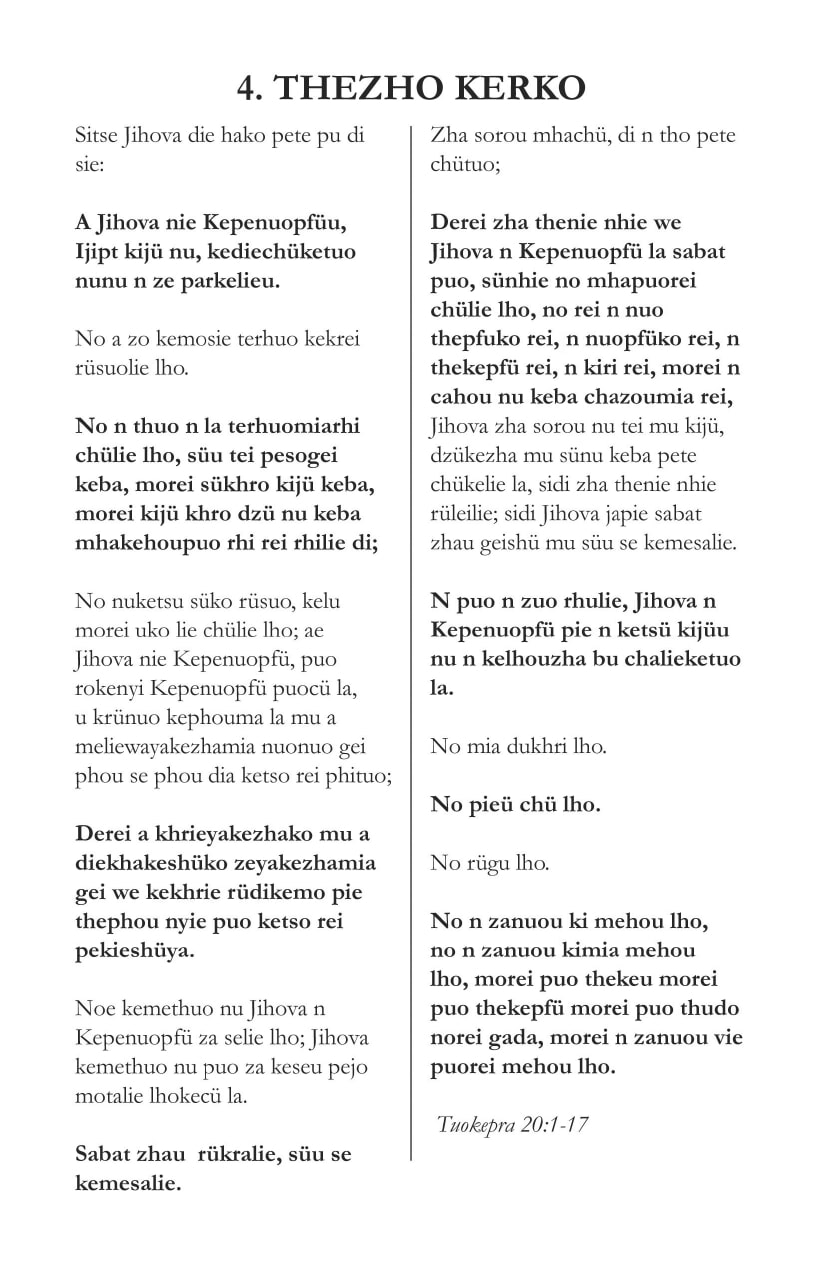 4. THEZHO KERKO
Sitse Jihova die hako pete pu di
sie:
A Jihova nie Kepenuopfüu,
Ijipt kijü nu, kediechüketuo
nunu n ze parkelieu.
No a zo kemosie terhuo kekrei
rüsuolie lho.
No n thuo n la terhuomiarhi
chülie lho, süu tei pesogei
keba, morei sükhro kijü keba,
morei kijü khro dzü nu keba
mhakehoupuo rhi rei rhilie di;
No nuketsu süko rüsuo, kelu
morei uko lie chülie lho; ae
Jihova nie Kepenuopfü, puo
rokenyi Kepenuopfü puocü la,
u krünuo kephouma la mu a
meliewayakezhamia nuonuo gei
phou se phou dia ketso rei phituo;
Derei a khrieyakezhako mu a
diekhakeshüko zeyakezhamia
gei we kekhrie rüdikemo pie
thephou nyie puo ketso rei
pekieshüya.
Noe kemethuo nu Jihova n
Kepenuopfü za selie lho; Jihova
kemethuo nu puo za keseu pejo
motalie lhokecü la.
Sabat zhau  rükralie, süu se
kemesalie.
Zha sorou mhachü, di n tho pete
chütuo;
Derei zha thenie nhie we
Jihova n Kepenuopfü la sabat
puo, sünhie no mhapuorei
chülie lho, no rei n nuo
thepfuko rei, n nuopfüko rei, n
thekepfü rei, n kiri rei, morei n
cahou nu keba chazoumia rei,
Jihova zha sorou nu tei mu kijü,
dzükezha mu sünu keba pete
chükelie la, sidi zha thenie nhie
rüleilie; sidi Jihova japie sabat
zhau geishü mu süu se kemesalie.
N puo n zuo rhulie, Jihova n
Kepenuopfü pie n ketsü kijüu
nu n kelhouzha bu chalieketuo
la.
No mia dukhri lho.
No pieü chü lho.
No rügu lho.
No n zanuou ki mehou lho,
no n zanuou kimia mehou
lho, morei puo thekeu morei
puo thekepfü morei puo thudo
norei gada, morei n zanuou vie
puorei mehou lho.
Tuokepra 20:1-17